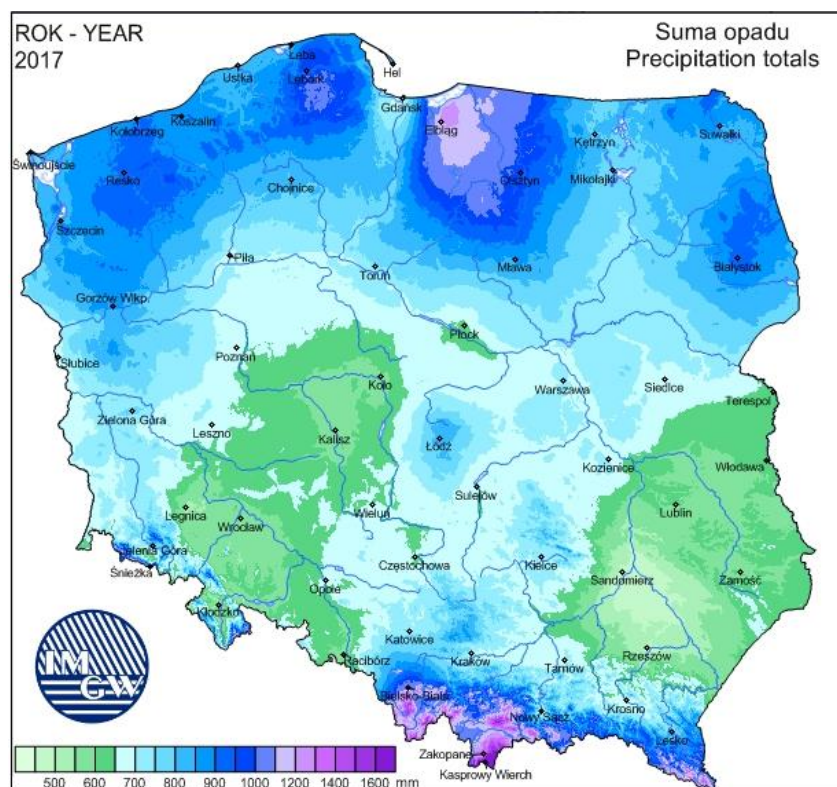 ROK - YEAR
2017
Suma opadu
Precipitation totals
Łeba
Ustka
Lębork
Hel
Gdańsk
Koszalin
Kołobrzeg
Elbląg
Suwałki
Kętrzyn
Świnoujście
Resko
Chojnice
Olsztyn
Mikołajki
Szczecin
Piła
Toruń
Mława
Białystok
Gorzów Wlkp.
Płock
Słubice
Poznań
Koło
Warszawa
Siedlce
Terespol
Zielona Góra
Leszno
Kalisz
Łódź
Kozienice
Włodawa
Sulejów
Legnica
Wrocław
Wieluń
Lublin
Jelenia Góra
Śnieżka
Częstochowa
Kielce
Sandomierz
Zamość
Opole
Kłodzko
Katowice
Racibórz
Kraków
Tarnów
Rzeszów
IM
GW
Bielsko-Biała
Nowy Sącz
Krosno
Lesko
Zakopane
Kasprowy Wierch
500 600 700 800 900 1000 1200 1400 1600 mm